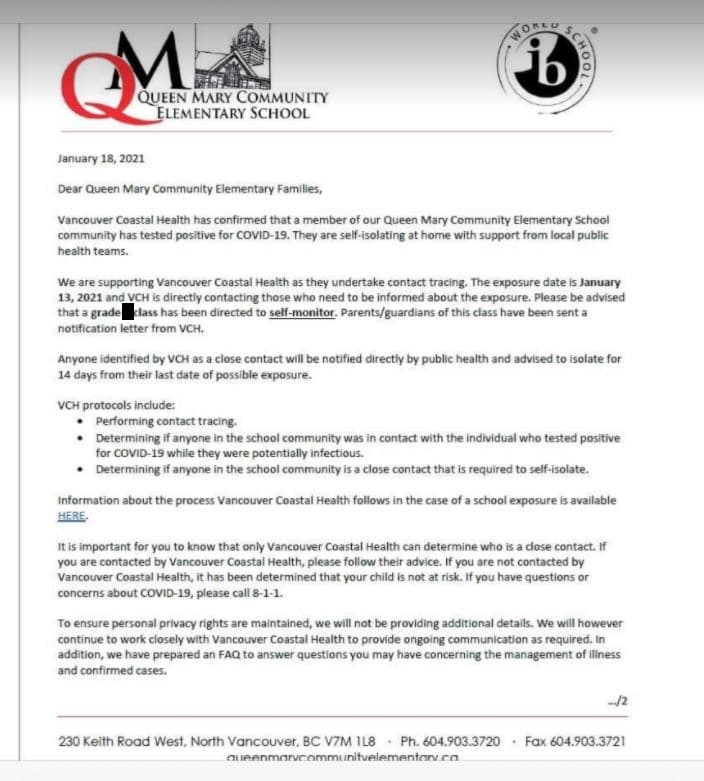 WORLD SCHOOL
ib
®
QM
QUEEN MARY COMMUNITY
ELEMENTARY SCHOOL
January 18, 2021
Dear Queen Mary Community Elementary Families,
Vancouver Coastal Health has confirmed that a member of our Queen Mary Community Elementary School
community has tested positive for COVID-19. They are self-isolating at home with support from local public
health teams.
We are supporting Vancouver Coastal Health as they undertake contact tracing. The exposure date is January
13, 2021 and VCH is directly contacting those who need to be informed about the exposure. Please be advised
that a grade class has been directed to self-monitor. Parents/guardians of this class have been sent a
notification letter from VCH.
Anyone identified by VCH as a close contact will be notified directly by public health and advised to isolate for
14 days from their last date of possible exposure.
VCH protocols include:
• Performing contact tracing.
• Determining if anyone in the school community was in contact with the individual who tested positive
for COVID-19 while they were potentially infectious.
• Determining if anyone in the school community is a close contact that is required to self-isolate.
Information about the process Vancouver Coastal Health follows in the case of a school exposure is available
HERE.
It is important for you to know that only Vancouver Coastal Health can determine who is a close contact. If
you are contacted by Vancouver Coastal Health, please follow their advice. If you are not contacted by
Vancouver Coastal Health, it has been determined that your child is not at risk. If you have questions or
concerns about COVID-19, please call 8-1-1.
To ensure personal privacy rights are maintained, we will not be providing additional details. We will however
continue to work closely with Vancouver Coastal Health to provide ongoing communication as required. In
addition, we have prepared an FAQ to answer questions you may have concerning the management of illness
and confirmed cases.
.../2
230 Keith Road West, North Vancouver, BC V7M 1L8 · Ph. 604.903.3720 · Fax 604.903.3721
queenmarycommunityelementary.ca